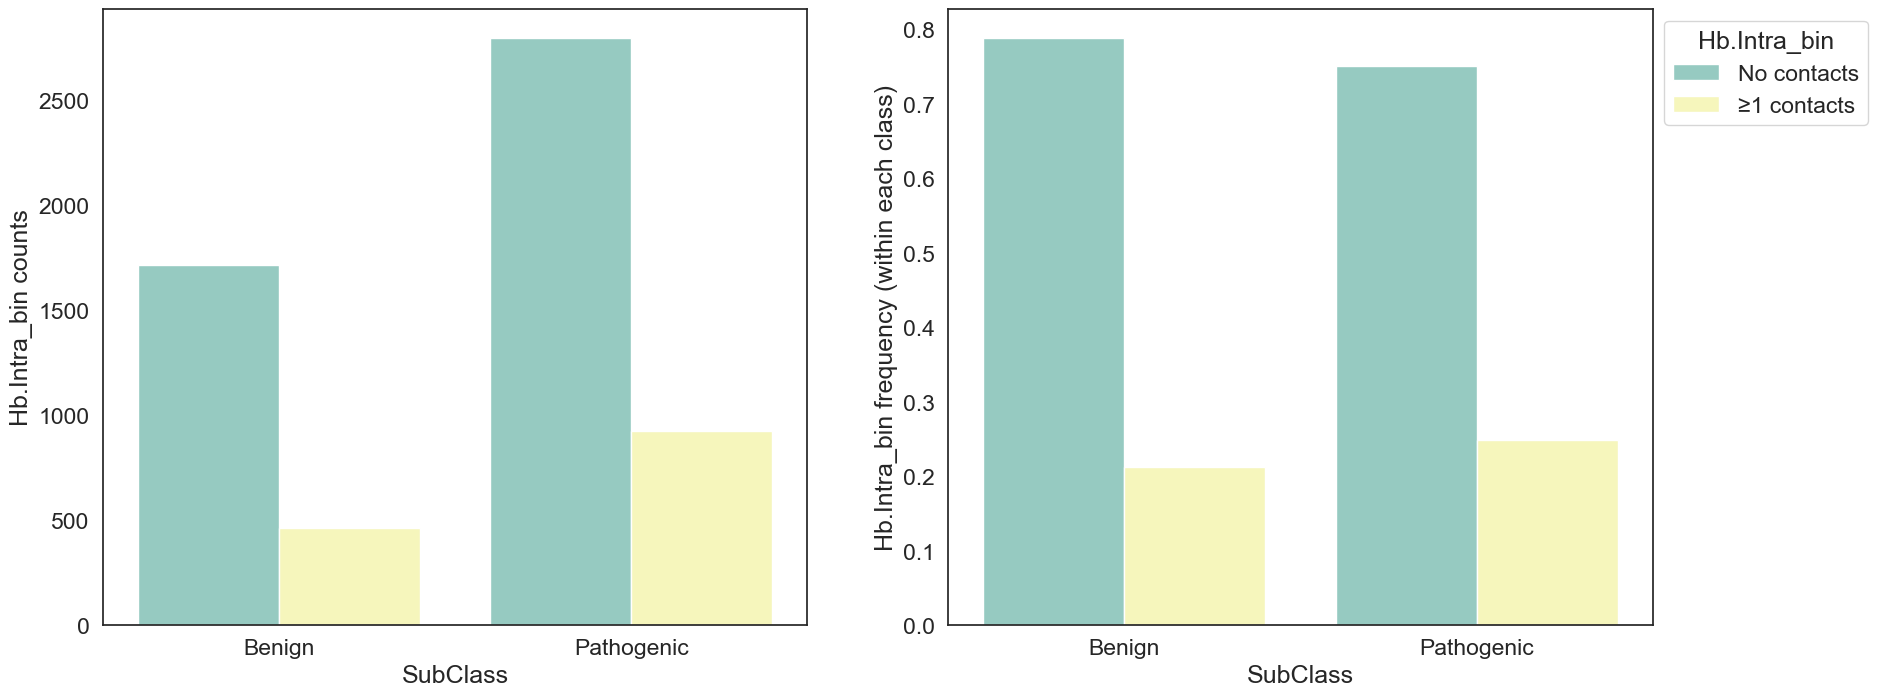 Hb.Intra_bin counts
2500
2000
1500
1000
500
0
Benign
Pathogenic
SubClass
Hb.Intra_bin frequency (within each class)
0.8
0.7
0.6
0.5
0.4
0.3
0.2
0.1
0.0
Benign
Pathogenic
SubClass
Hb.Intra_bin
No contacts
≥1 contacts